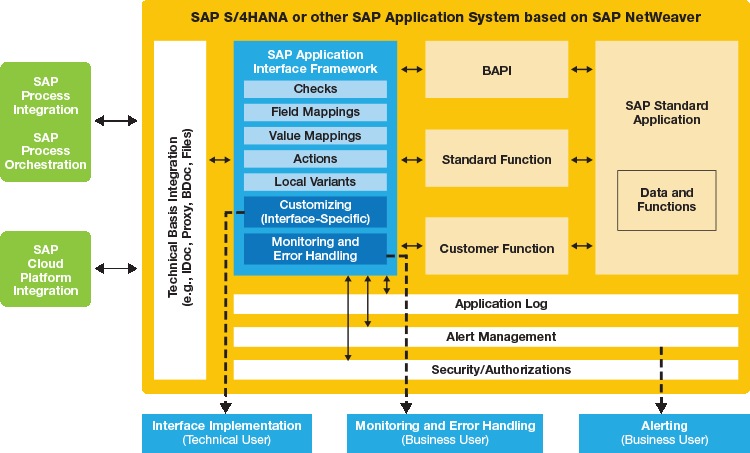 SAP S/4HANA or other SAP Application System based on SAP NetWeaver
SAP
Process
Integration
SAP
Process
Orchestration
SAP
Cloud
Platform
Integration
Technical Basis Integration
(e.g., IDoc, Proxy, BDoc, Files)
SAP Application
Interface Framework
Checks
Field Mappings
Value Mappings
Actions
Local Variants
Customizing
(Interface-Specific)
Monitoring and
Error Handling
BAPI
Standard Function
Customer Function
SAP Standard
Application
Data and
Functions
Application Log
Alert Management
Security/Authorizations
Interface Implementation
(Technical User)
Monitoring and Error Handling
(Business User)
Alerting
(Business User)